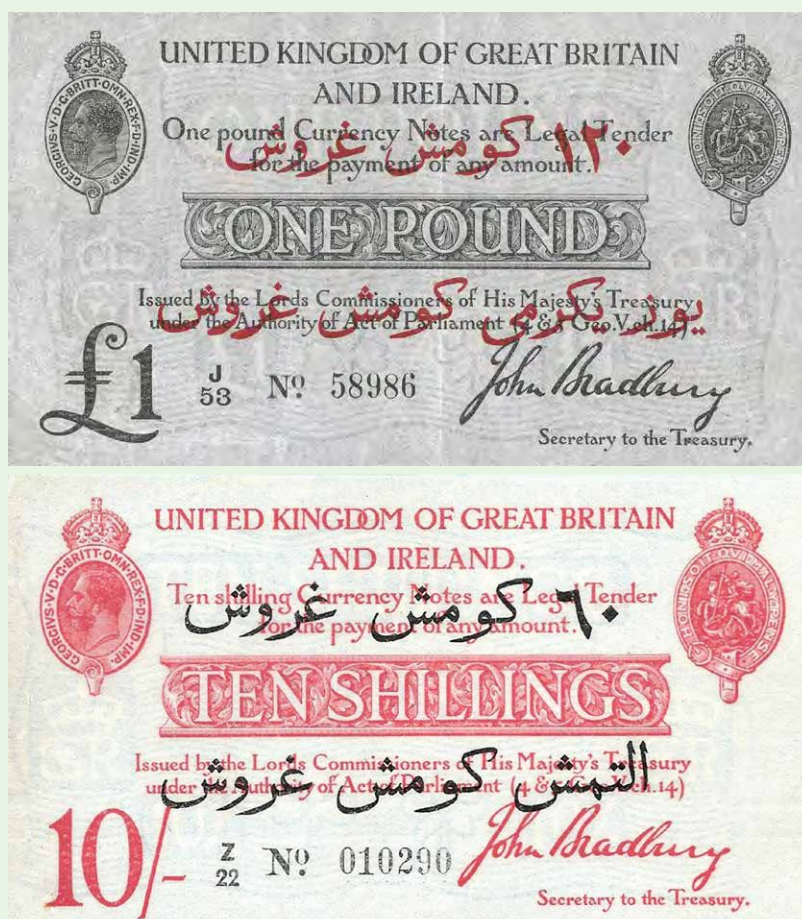 UNITED KINGDOM OF GREAT BRITAIN
AND IRELAND.
One pound Currency Notes are Legal Tender
for the payment of any amount.
١٢٠ كومش غروش
ONE POUND
Issued by the Lords Commissioners of His Majesty's Treasury
under the Authority of Act of Parliament (4 & 5 Geo.V.ch.14)
يوز يكرمى كومش غروش
£1 J 53 No 58986 John Bradbury
Secretary to the Treasury.
GEORGIVS·V·D·G·BRITT·OMN·REX·F·D·IND·IMP·
HONI·SOIT·QUI·MAL·Y·PENSE
UNITED KINGDOM OF GREAT BRITAIN
AND IRELAND.
Ten shilling Currency Notes are Legal Tender
for the payment of any amount.
٦٠ كومش غروش
TEN SHILLINGS
Issued by the Lords Commissioners of His Majesty's Treasury
under the Authority of Act of Parliament (4 & 5 Geo.V.ch.14)
التمش كومش غروش
10/- Z 22 No 010290 John Bradbury
Secretary to the Treasury.
GEORGIVS·V·D·G·BRITT·OMN·REX·F·D·IND·IMP·
HONI·SOIT·QUI·MAL·Y·PENSE